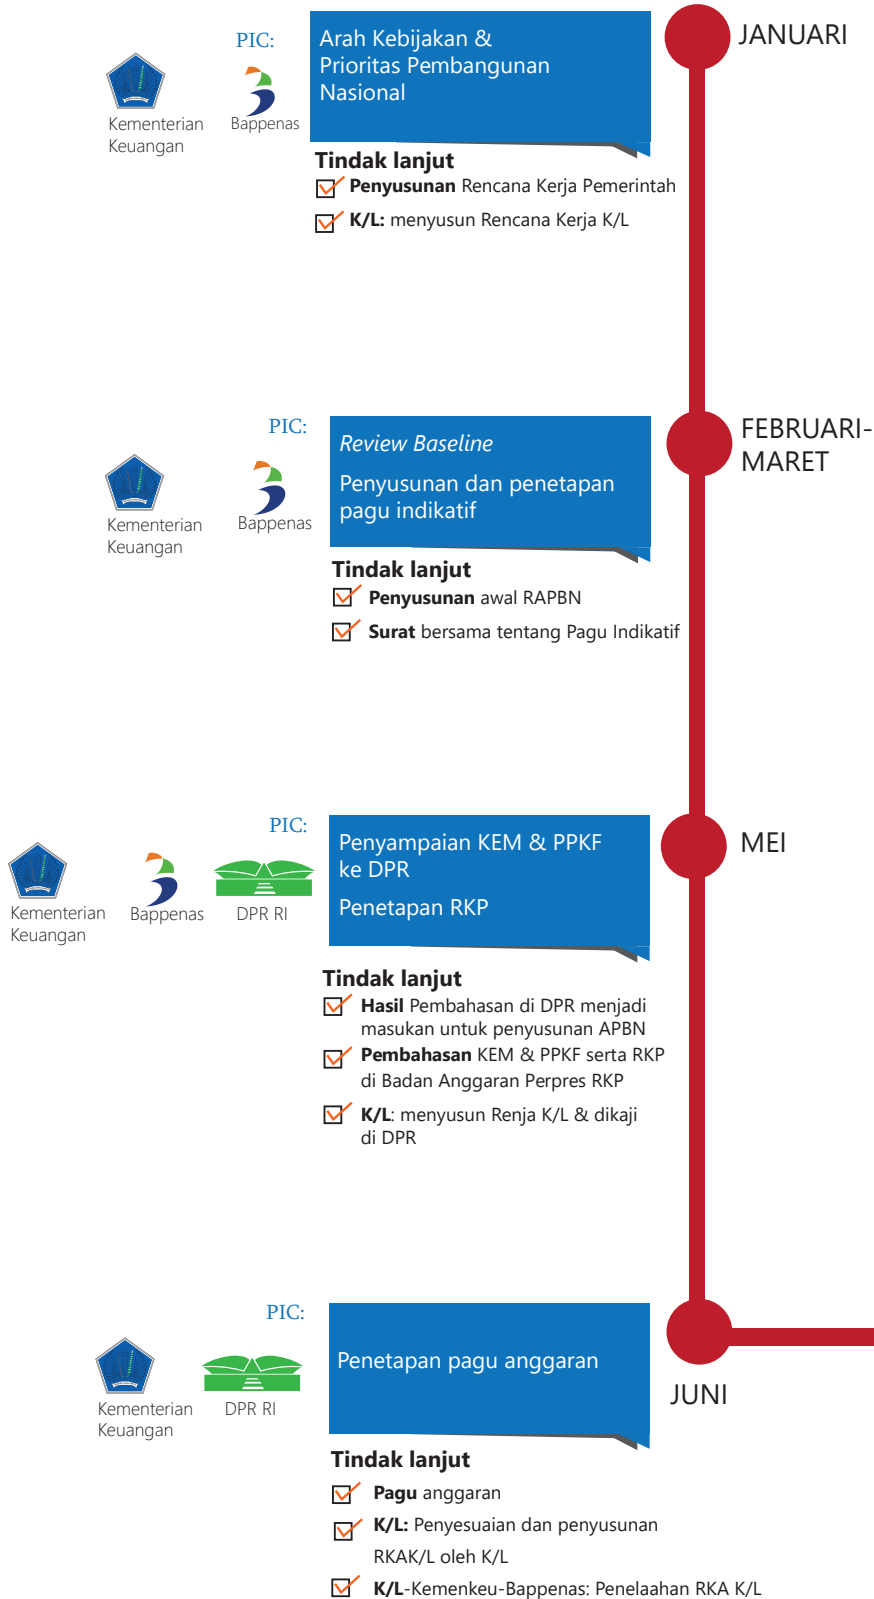 JANUARI
PIC:
Kementerian
Keuangan
Bappenas
Arah Kebijakan &
Prioritas Pembangunan
Nasional
Tindak lanjut
Penyusunan Rencana Kerja Pemerintah
K/L: menyusun Rencana Kerja K/L
FEBRUARI-
MARET
PIC:
Kementerian
Keuangan
Bappenas
Review Baseline
Penyusunan dan penetapan
pagu indikatif
Tindak lanjut
Penyusunan awal RAPBN
Surat bersama tentang Pagu Indikatif
MEI
PIC:
Kementerian
Keuangan
Bappenas
DPR RI
Penyampaian KEM & PPKF
ke DPR
Penetapan RKP
Tindak lanjut
Hasil Pembahasan di DPR menjadi
masukan untuk penyusunan APBN
Pembahasan KEM & PPKF serta RKP
di Badan Anggaran Perpres RKP
K/L: menyusun Renja K/L & dikaji
di DPR
JUNI
PIC:
Kementerian
Keuangan
DPR RI
Penetapan pagu anggaran
Tindak lanjut
Pagu anggaran
K/L: Penyesuaian dan penyusunan
RKAK/L oleh K/L
K/L-Kemenkeu-Bappenas: Penelaahan RKA K/L